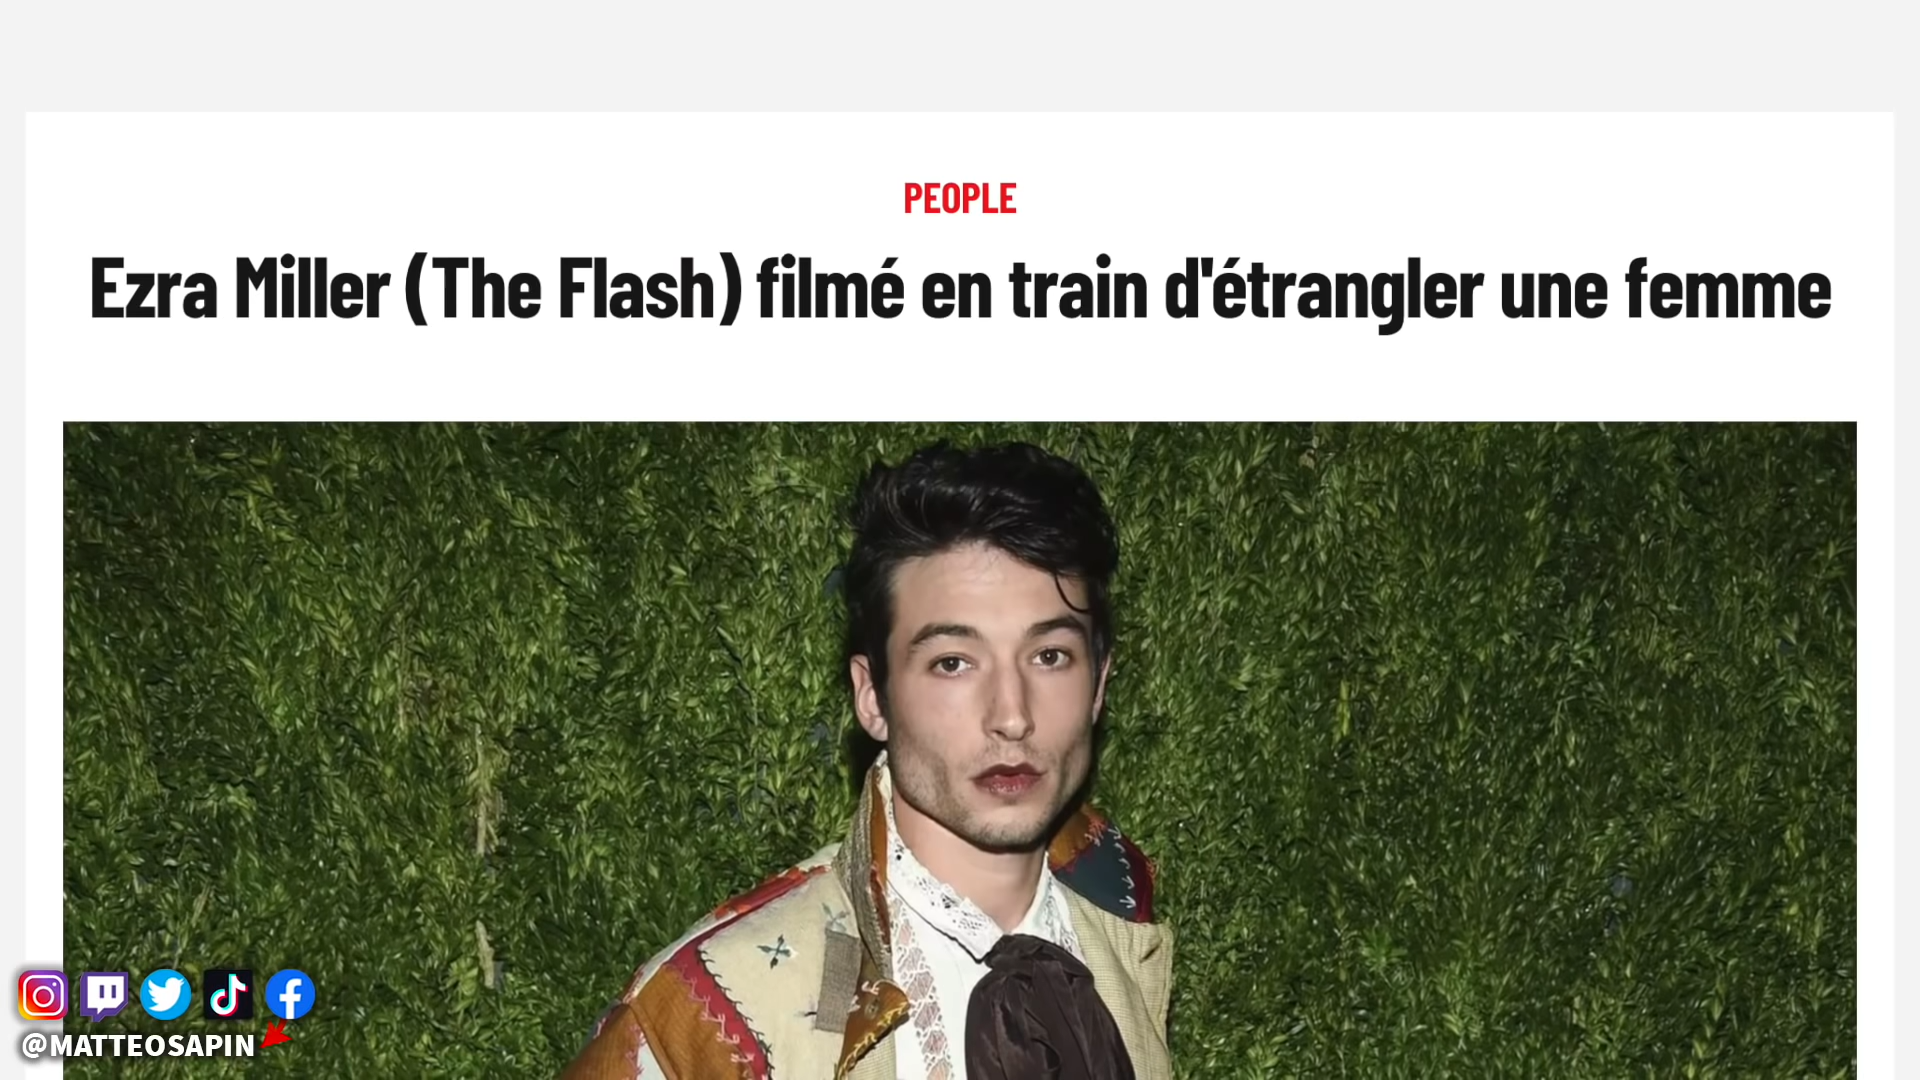 PEOPLE
Ezra Miller (The Flash) filmé en train d'étrangler une femme
@MATTEOSAPIN